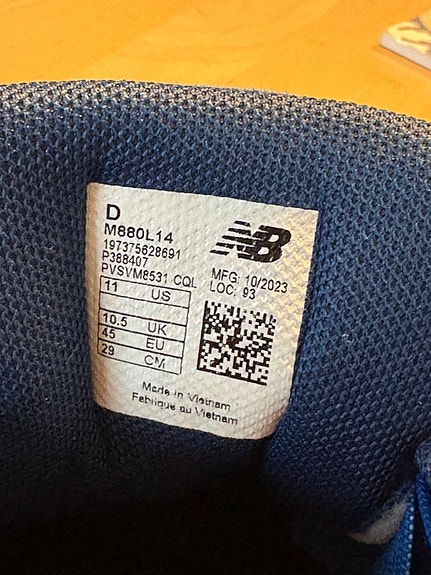 D
M880L14
197375628691
P388407
PVSVM8531 CQL
NB
MFG: 10/2023
LOC: 93
11 US
10.5 UK
45 EU
29 CM
Made in Vietnam
Fabriqué au Vietnam